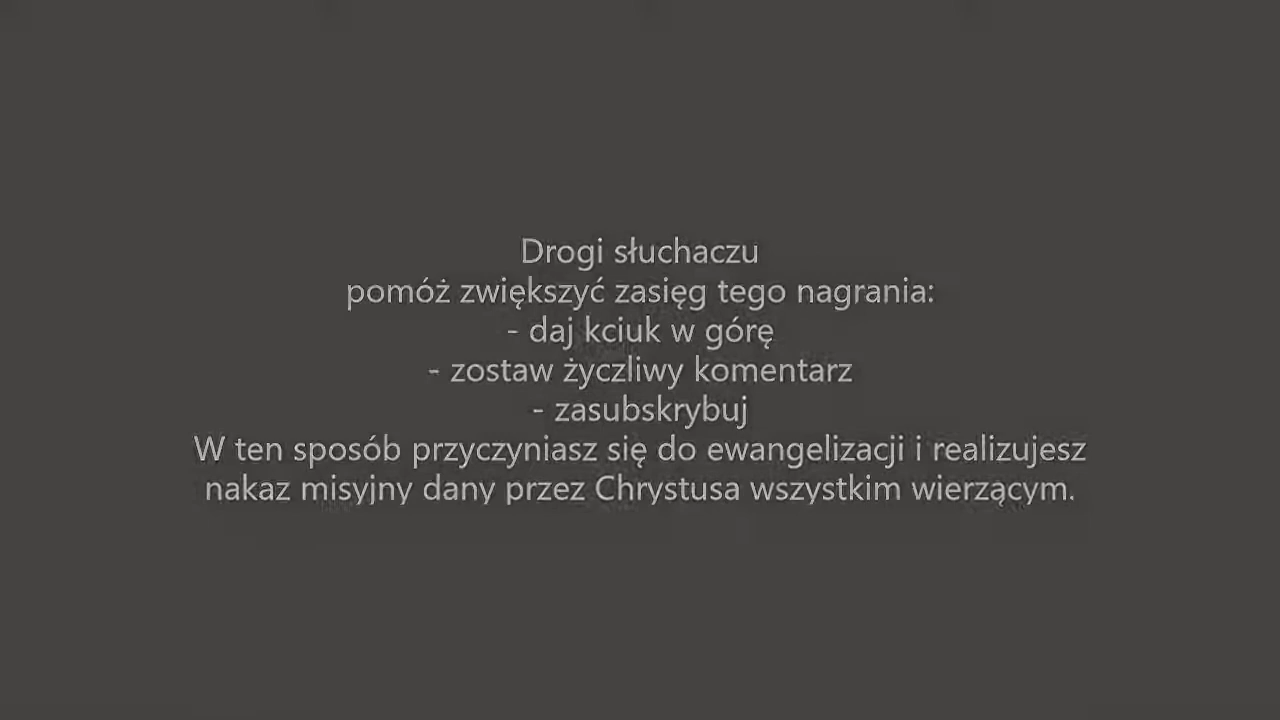 Drogi słuchaczu
pomóż zwiększyć zasięg tego nagrania:
- daj kciuk w górę
- zostaw życzliwy komentarz
- zasubskrybuj
W ten sposób przyczyniasz się do ewangelizacji i realizujesz
nakaz misyjny dany przez Chrystusa wszystkim wierzącym.